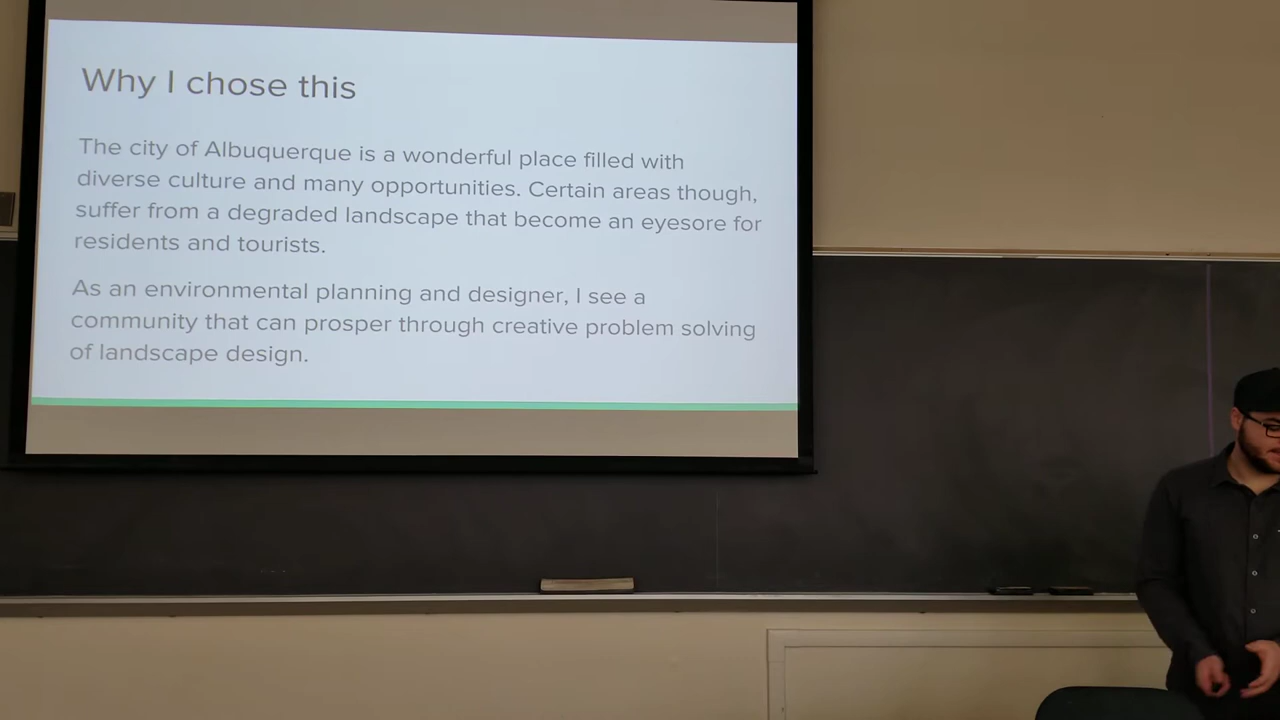 Why I chose this
The city of Albuquerque is a wonderful place filled with
diverse culture and many opportunities. Certain areas though,
suffer from a degraded landscape that become an eyesore for
residents and tourists.
As an environmental planning and designer, I see a
community that can prosper through creative problem solving
of landscape design.